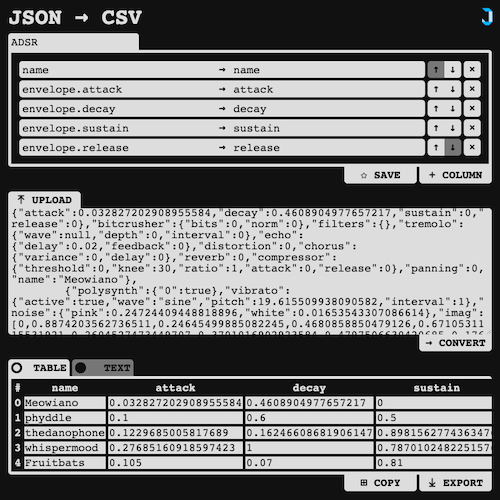 JSON → CSV
ADSR
name → name ↑ ↓ ×
envelope.attack → attack ↑ ↓ ×
envelope.decay → decay ↑ ↓ ×
envelope.sustain → sustain ↑ ↓ ×
envelope.release → release ↑ ↓ ×
☆ SAVE + COLUMN
UPLOAD
{"attack":0.032827202908955584,"decay":0.4608904977657217,"sustain":0,"
release":0},"bitcrusher":{"bits":0,"norm":0},"filters":{},"tremolo":
{"wave":null,"depth":0,"interval":0},"echo":
{"delay":0.02,"feedback":0},"distortion":0,"chorus":
{"variance":0,"delay":0},"reverb":0,"compressor":
{"threshold":0,"knee":30,"ratio":1,"attack":0,"release":0},"panning":0,
"name":"Meowiano"},
{"polysynth":{"0":true},"vibrato":
{"active":true,"wave":"sine","pitch":19.615509938090582,"interval":1},"
noise":{"pink":0.24724409448818896,"white":0.01653543307086614},"imag":
[0,0.8874203562736511,0.24645499885082245,0.4680858850479126,0.67105311
→ CONVERT
TABLE TEXT
# name attack decay sustain
0 Meowiano 0.032827202908955584 0.4608904977657217 0
1 phyddle 0.1 0.6 0.5
2 thedanophone 0.1229685005817689 0.16246608681906147 0.898156277436347
3 whispermood 0.27685160918597423 1 0.787010248225157
4 Fruitbats 0.105 0.07 0.81
⊞ COPY EXPORT